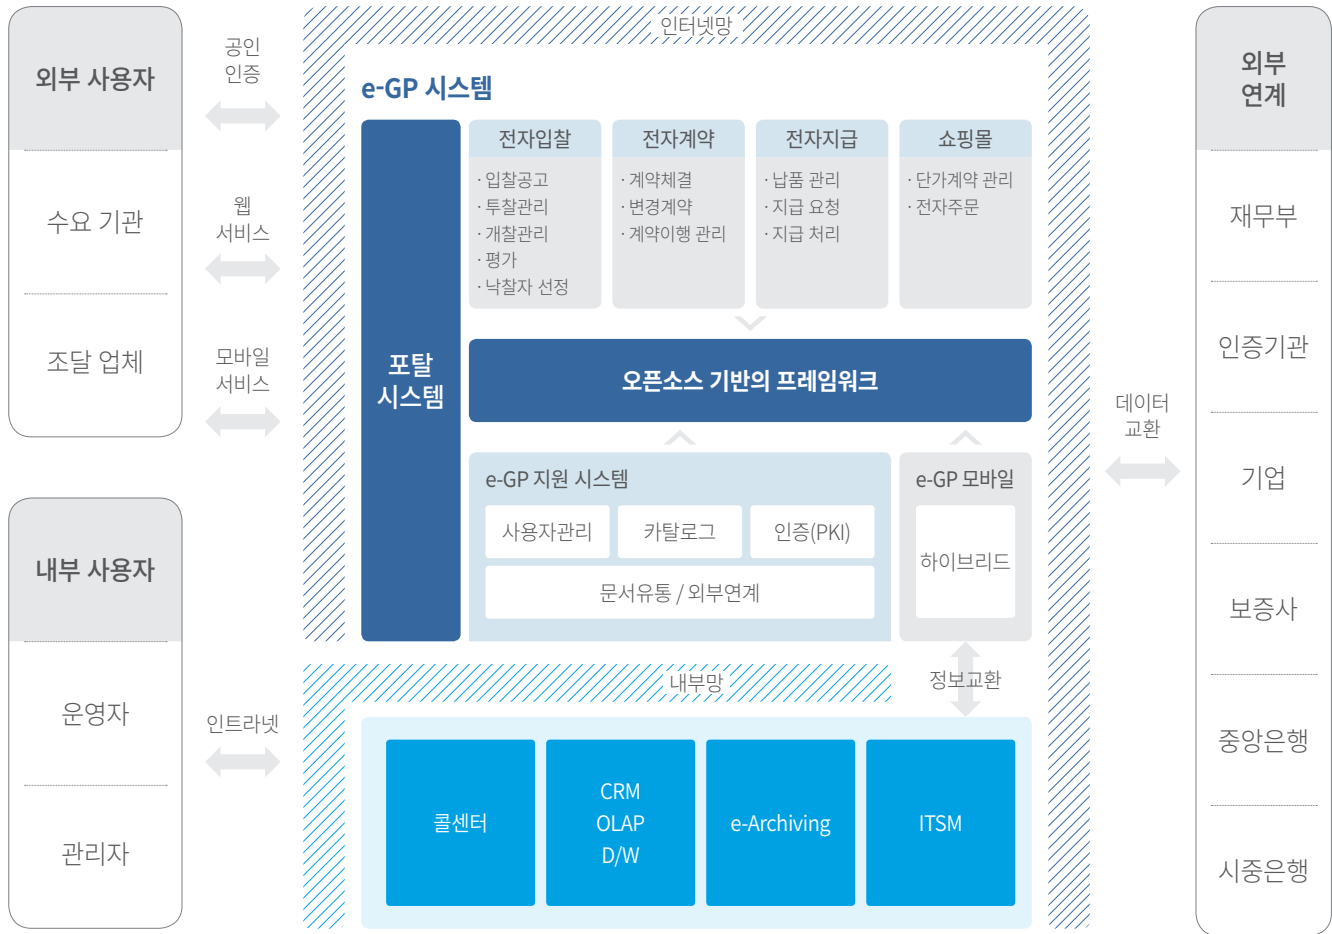 외부 사용자
수요 기관
조달 업체
내부 사용자
운영자
관리자
공인
인증
웹
서비스
모바일
서비스
인트라넷
인터넷망
e-GP 시스템
포탈
시스템
전자입찰
· 입찰공고
· 투찰관리
· 개찰관리
· 평가
· 낙찰자 선정
전자계약
· 계약체결
· 변경계약
· 계약이행 관리
전자지급
· 납품 관리
· 지급 요청
· 지급 처리
쇼핑몰
· 단가계약 관리
· 전자주문
오픈소스 기반의 프레임워크
e-GP 지원 시스템
사용자관리
카탈로그
인증(PKI)
문서유통 / 외부연계
e-GP 모바일
하이브리드
내부망
정보교환
콜센터
CRM
OLAP
D/W
e-Archiving
ITSM
데이터
교환
외부
연계
재무부
인증기관
기업
보증사
중앙은행
시중은행